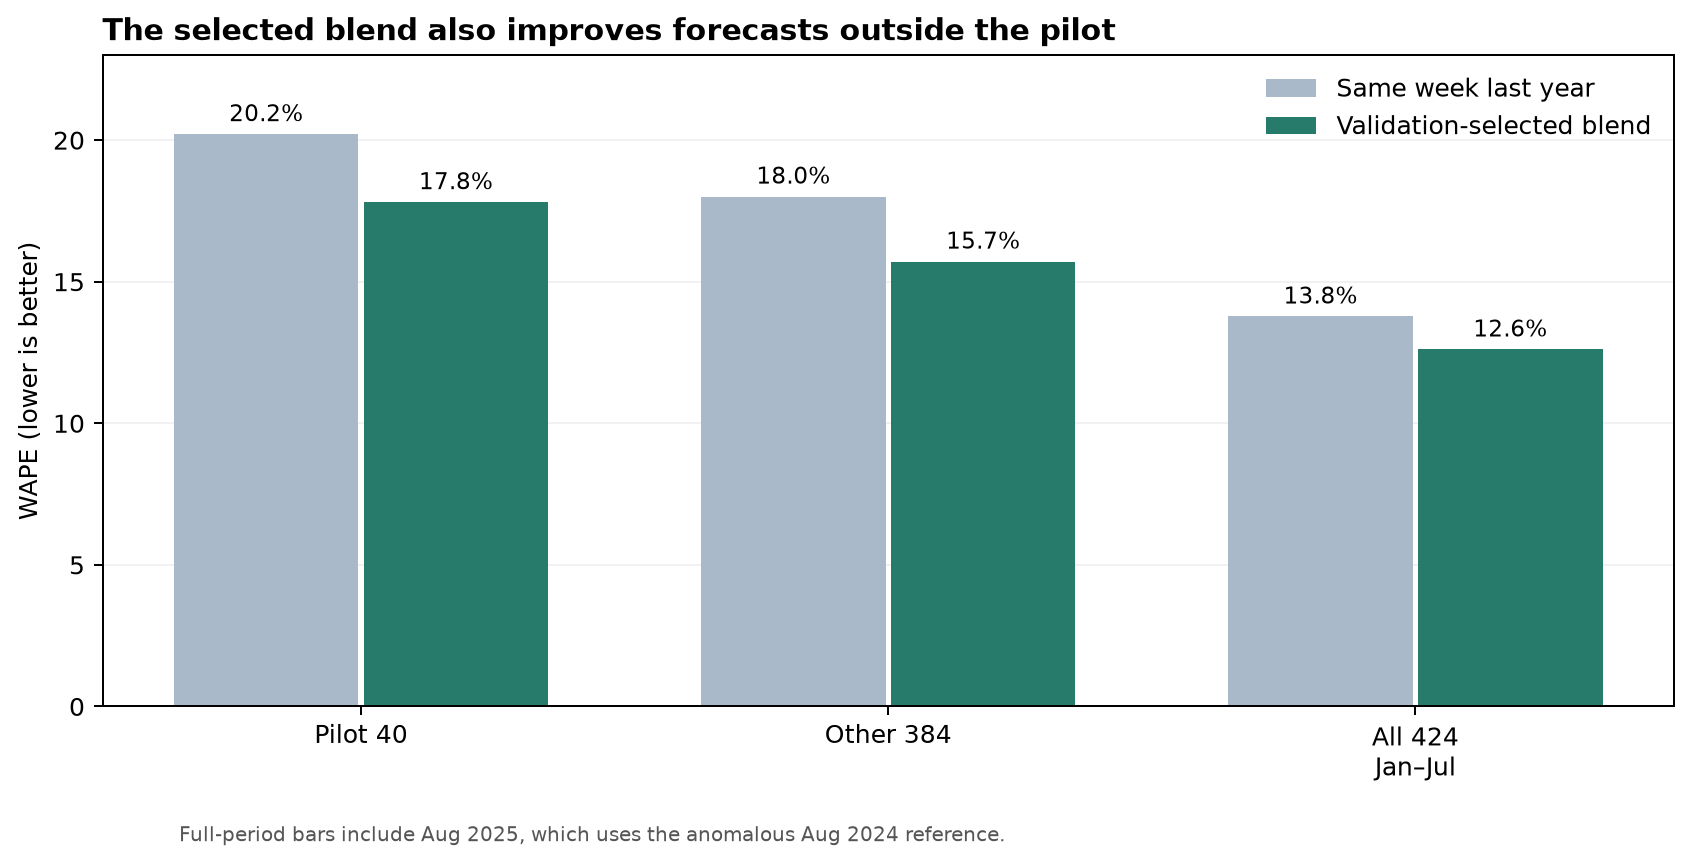 The selected blend also improves forecasts outside the pilot
Same week last year
Validation-selected blend
WAPE (lower is better)
20
15
10
5
0
20.2%
17.8%
18.0%
15.7%
13.8%
12.6%
Pilot 40
Other 384
All 424
Jan–Jul
Full-period bars include Aug 2025, which uses the anomalous Aug 2024 reference.